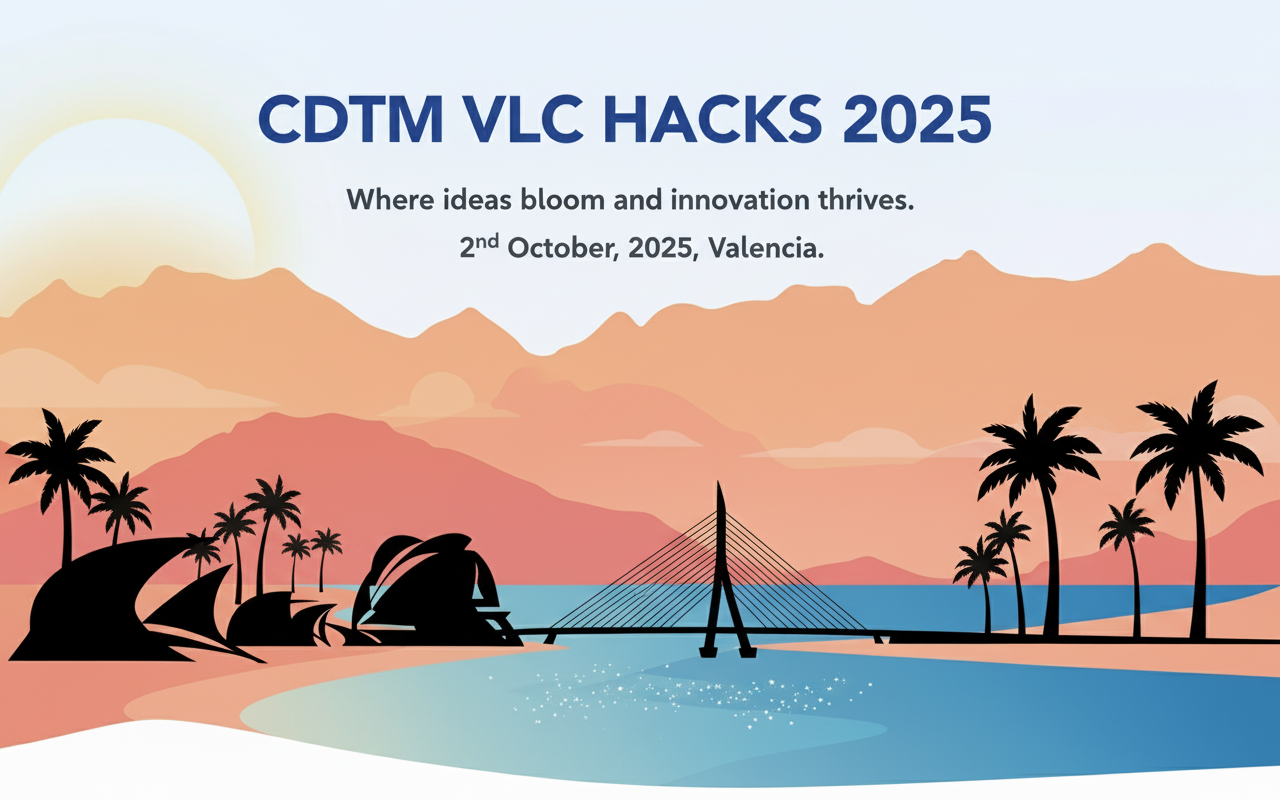 CDTM VLC HACKS 2025
Where ideas bloom and innovation thrives.
2nd October, 2025, Valencia.